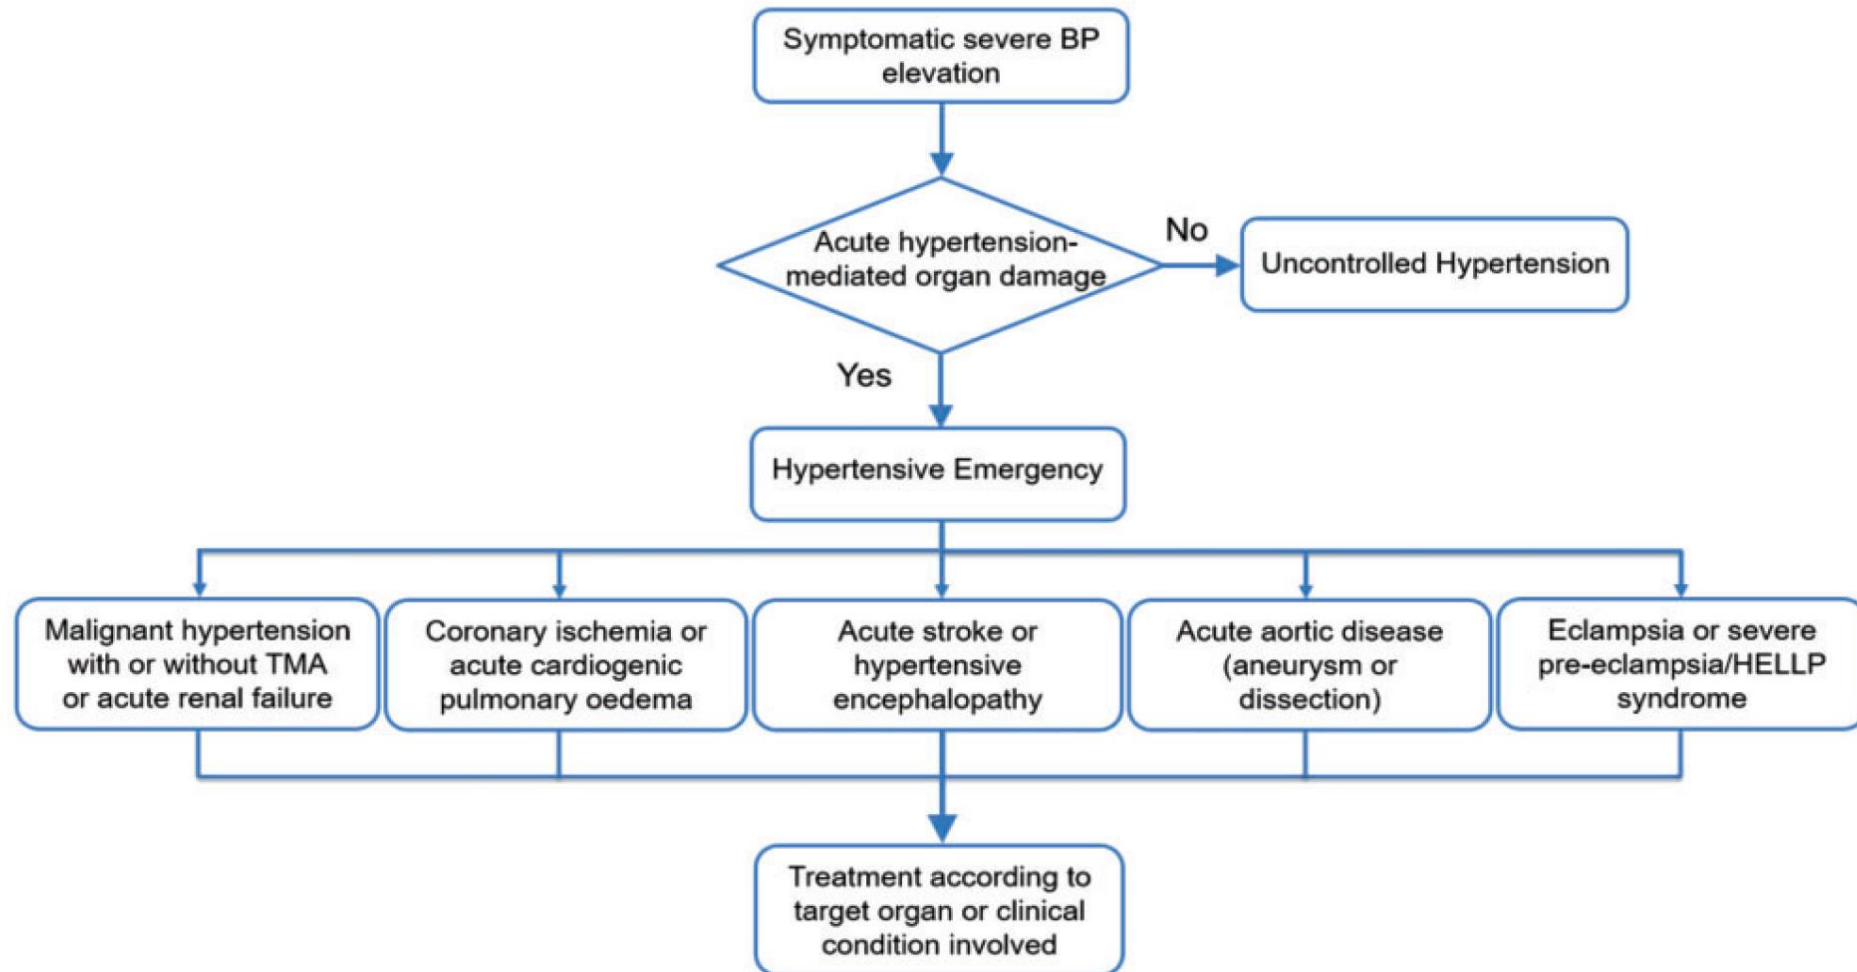 Symptomatic severe BP
elevation
Acute hypertension-
mediated organ damage
No
Uncontrolled Hypertension
Yes
Hypertensive Emergency
Malignant hypertension
with or without TMA
or acute renal failure
Coronary ischemia or
acute cardiogenic
pulmonary oedema
Acute stroke or
hypertensive
encephalopathy
Acute aortic disease
(aneurysm or
dissection)
Eclampsia or severe
pre-eclampsia/HELLP
syndrome
Treatment according to
target organ or clinical
condition involved